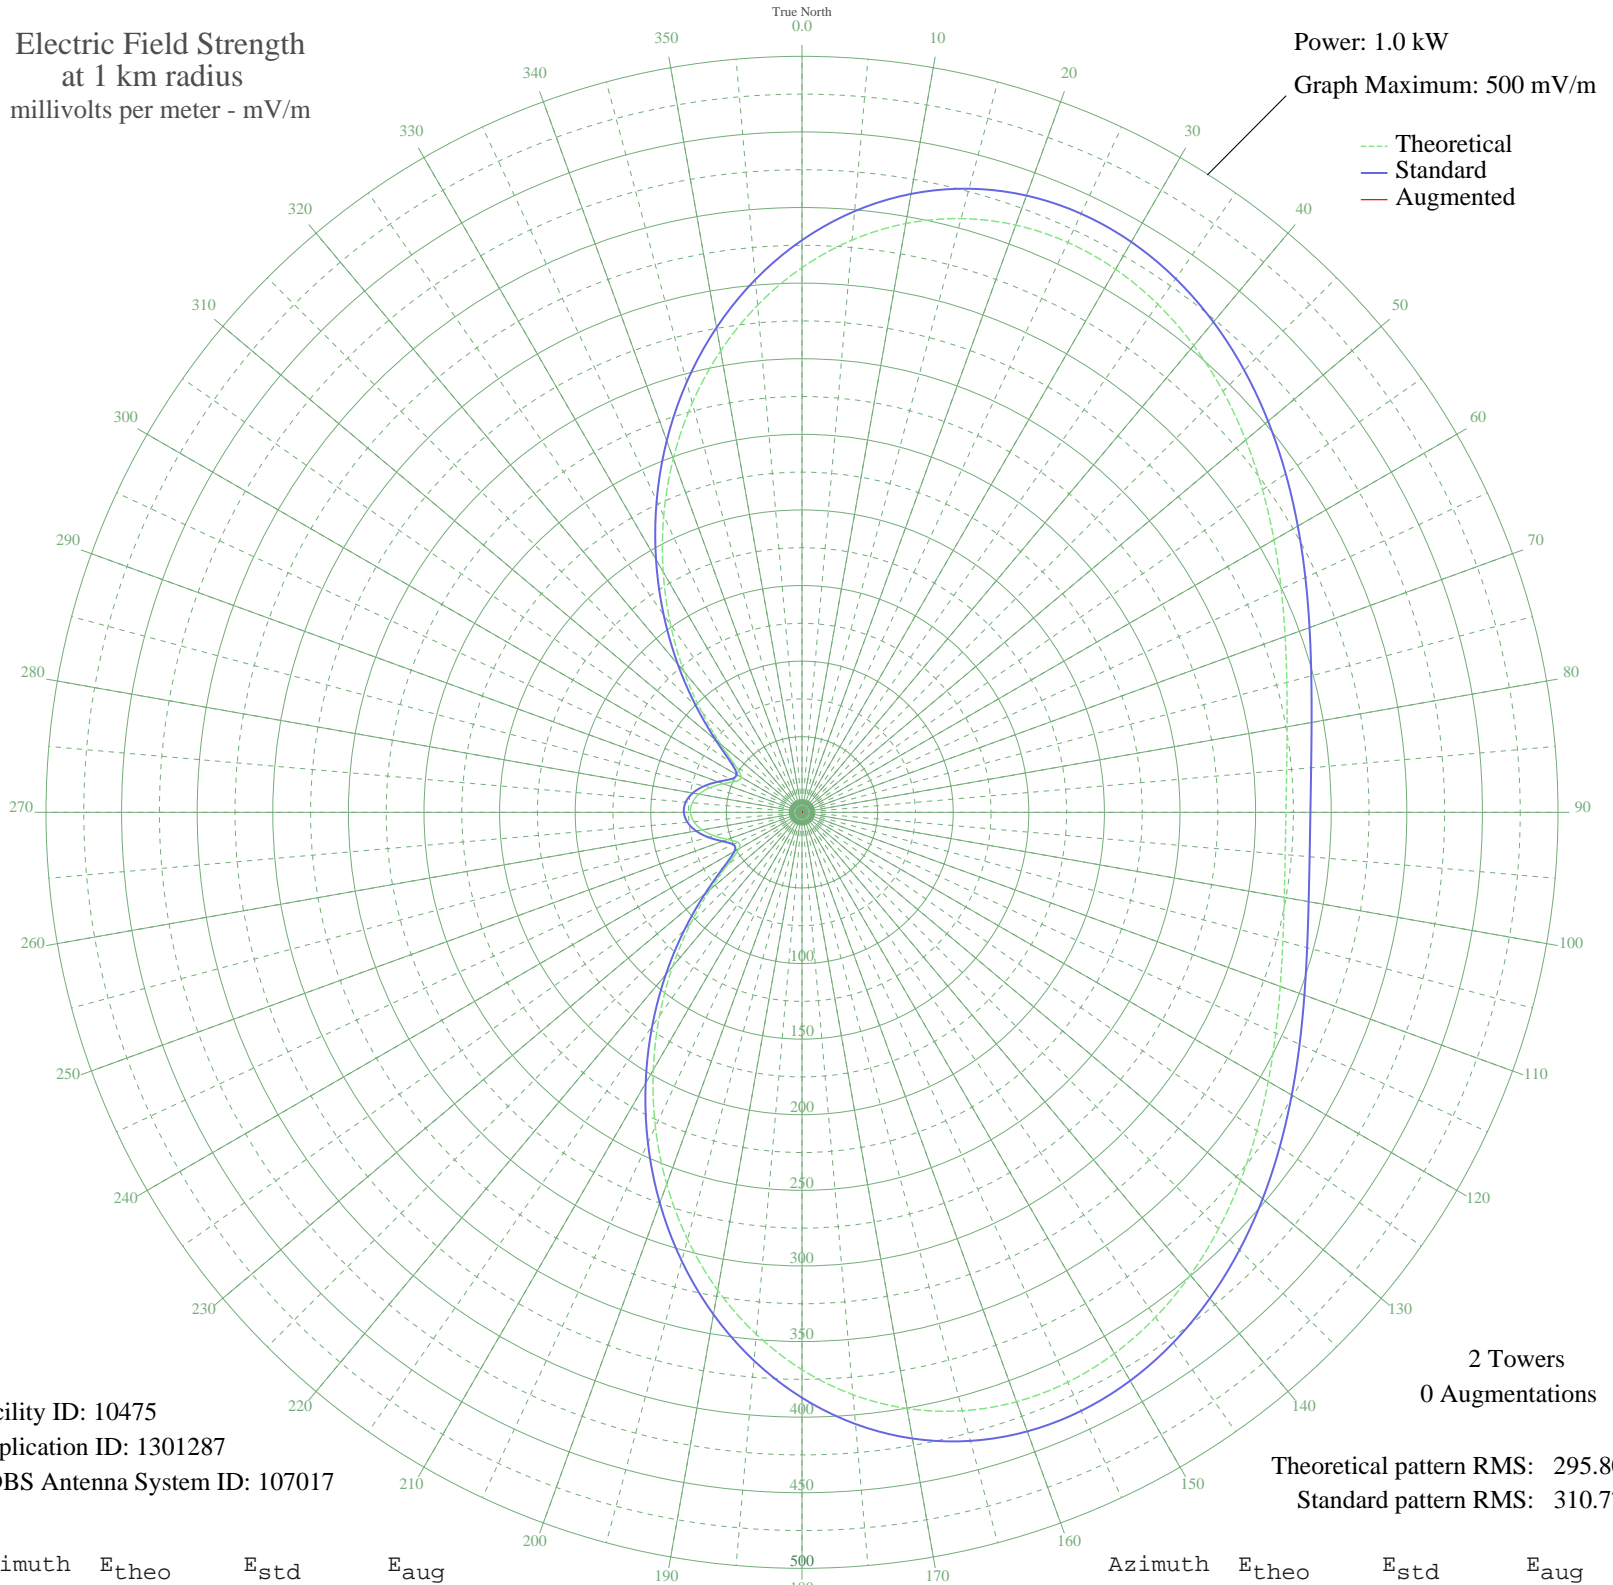 True North
0.0
Electric Field Strength
at 1 km radius
millivolts per meter - mV/m
Power: 1.0 kW
Graph Maximum: 500 mV/m
Theoretical
Standard
Augmented
10
20
30
40
50
60
70
80
90
100
110
120
130
140
150
160
170
190
200
210
220
230
240
250
260
270
280
290
300
310
320
330
340
350
100
150
200
250
300
350
400
450
500
2 Towers
0 Augmentations
cility ID: 10475
plication ID: 1301287
DBS Antenna System ID: 107017
Theoretical pattern RMS: 295.80
Standard pattern RMS: 310.7
imuth Etheo Estd Eaug
Azimuth Etheo Estd Eaug